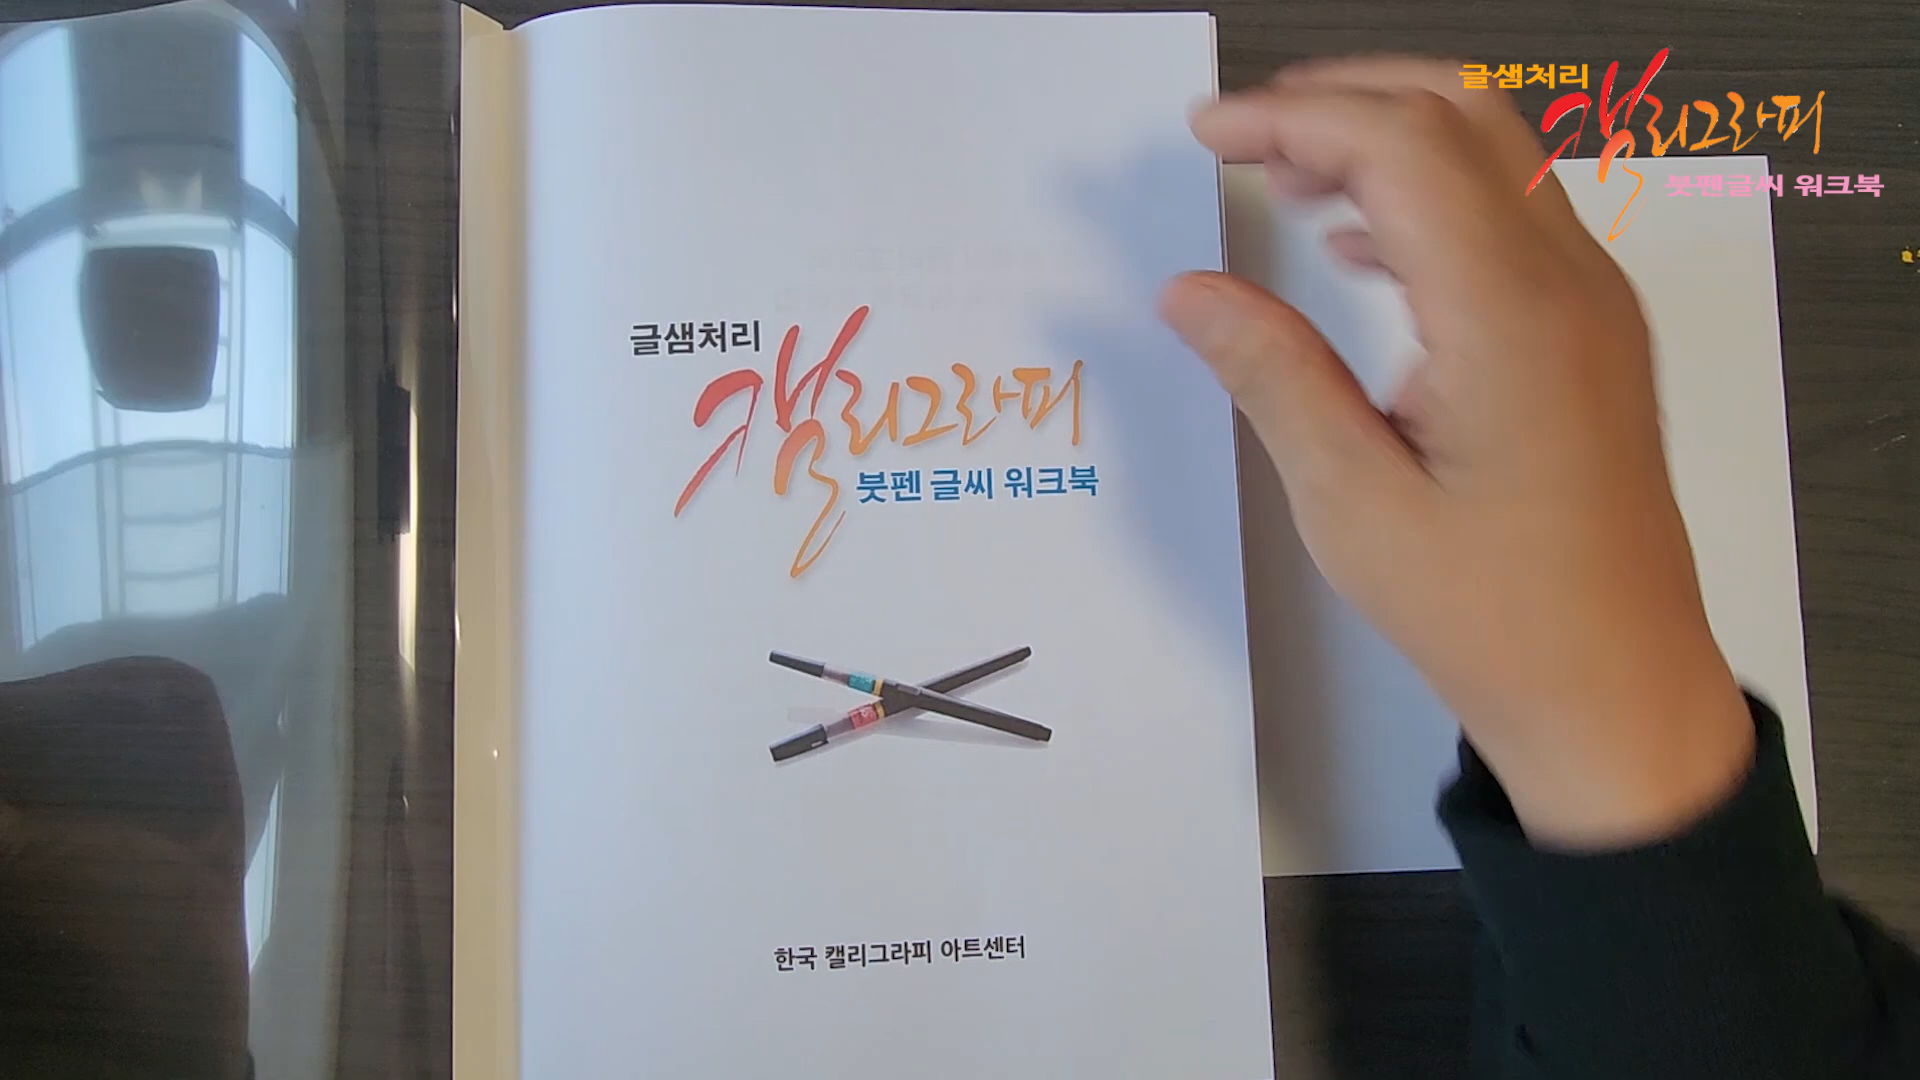 글샘처리
캘리그라피
붓펜 글씨 워크북
한국 캘리그라피 아트센터
글샘처리
캘리그라피
붓펜글씨 워크북